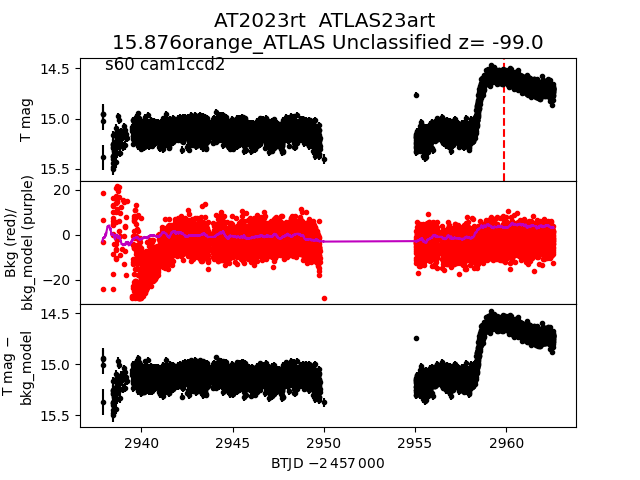 AT2023rt  ATLAS23art
15.876orange_ATLAS Unclassified z= -99.0
s60 cam1ccd2
T mag
14.5
15.0
15.5
Bkg (red)/
bkg_model (purple)
20
0
−20
T mag −
bkg_model
14.5
15.0
15.5
2940 2945 2950 2955 2960
BTJD −2 457 000